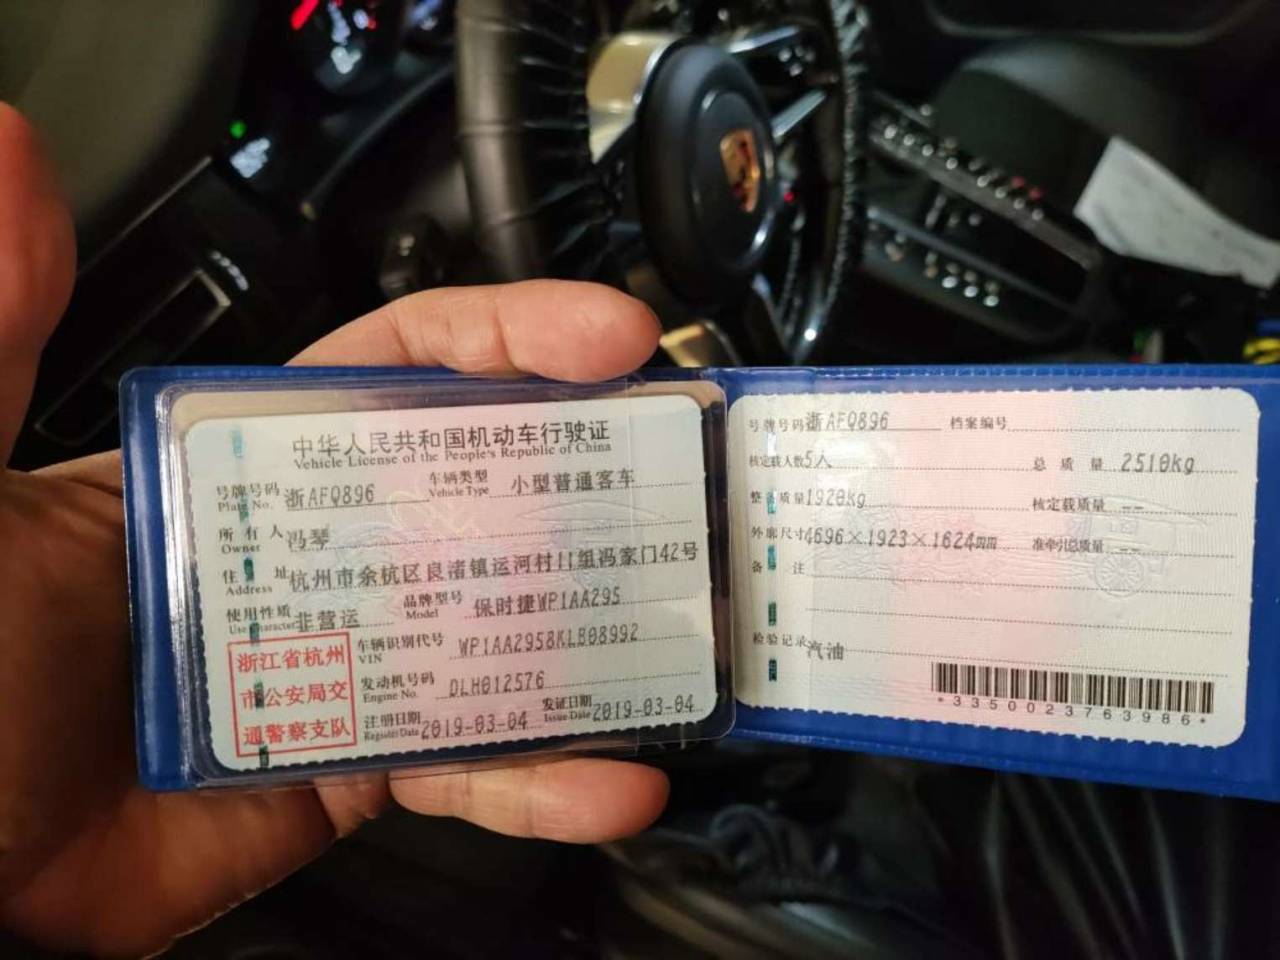 中华人民共和国机动车行驶证
Vehicle License of the People's Republic of China
号牌号码 浙AFQ896 车辆类型 小型普通客车
Plate No. Vehicle Type
所有人 冯琴
Owner
住址 杭州市余杭区良渚镇运河村11组冯家门42号
Address
使用性质 非营运 品牌型号 保时捷WP1AA295
Use Character Model
浙江省杭州
市公安局交
通警察支队
车辆识别代号 WP1AA2958KLB08992
VIN
发动机号码 DLH012576
Engine No.
注册日期 2019-03-04 发证日期 2019-03-04
Register Date Issue Date
号牌号码 浙AFQ896 档案编号
核定载人数 5人 总质量 2510kg
整备质量 1920kg 核定载质量 --
外廓尺寸 4696×1923×1624mm 准牵引总质量 --
备注
检验记录 汽油
*3350023763986*